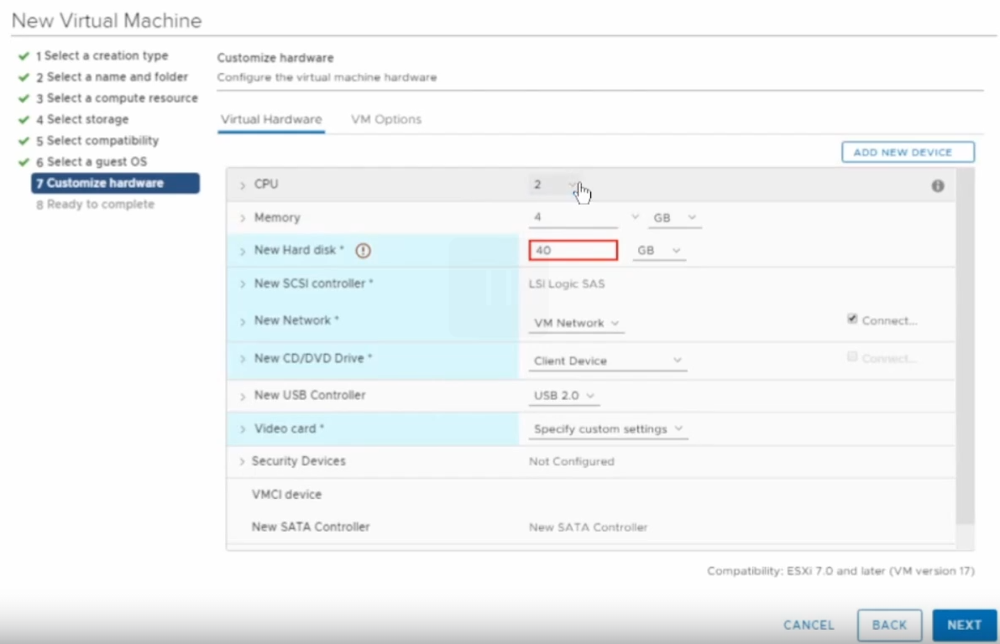 New Virtual Machine
1 Select a creation type
2 Select a name and folder
3 Select a compute resource
4 Select storage
5 Select compatibility
6 Select a guest OS
7 Customize hardware
8 Ready to complete
Customize hardware
Configure the virtual machine hardware
Virtual Hardware VM Options
ADD NEW DEVICE
CPU 2
Memory 4 GB
New Hard disk * 40 GB
New SCSI controller * LSI Logic SAS
New Network * VM Network Connect...
New CD/DVD Drive * Client Device Connect...
New USB Controller USB 2.0
Video card * Specify custom settings
Security Devices Not Configured
VMCI device
New SATA Controller New SATA Controller
Compatibility: ESXi 7.0 and later (VM version 17)
CANCEL BACK NEXT